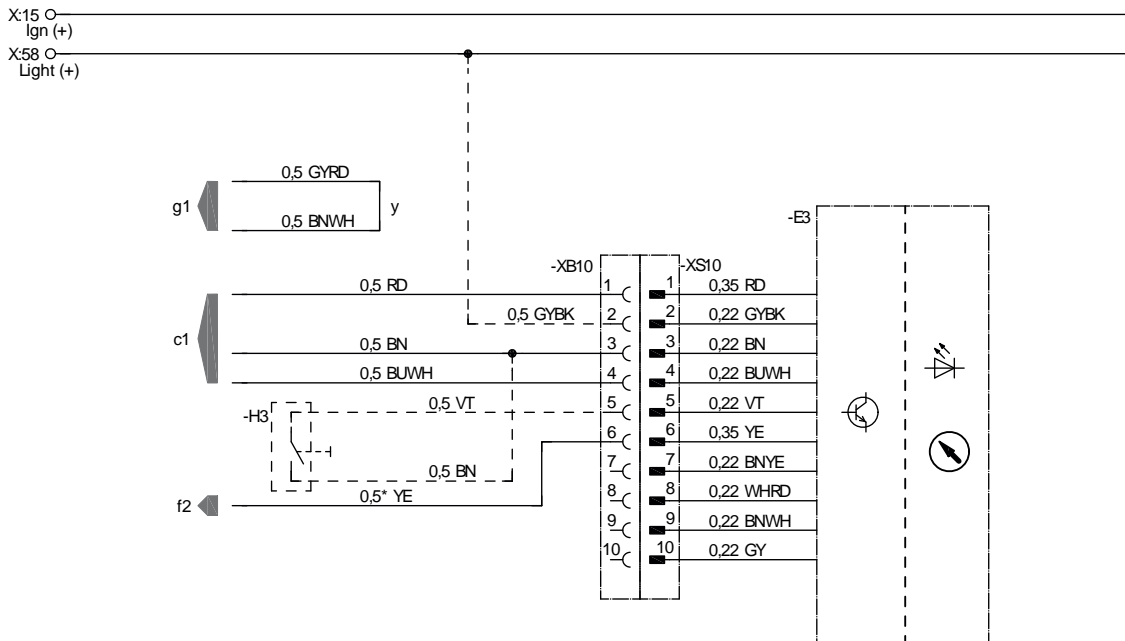 X:15
Ign (+)
X:58
Light (+)
0,5 GYRD
g1
y
0,5 BNWH
-E3
-XB10
-XS10
0,5 RD 1 1 0,35 RD
0,5 GYBK 2 2 0,22 GYBK
c1
0,5 BN 3 3 0,22 BN
0,5 BUWH 4 4 0,22 BUWH
-H3
0,5 VT 5 5 0,22 VT
6 6 0,35 YE
0,5 BN 7 7 0,22 BNYE
f2
0,5* YE 8 8 0,22 WHRD
9 9 0,22 BNWH
10 10 0,22 GY